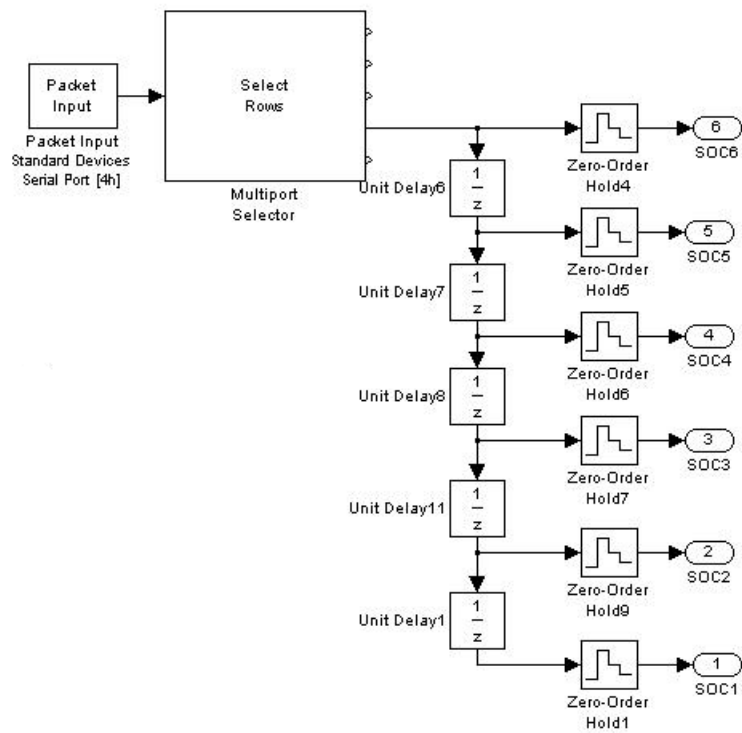 Packet
Input
Packet Input
Standard Devices
Serial Port [4h]
Select
Rows
Multiport
Selector
Zero-Order
Hold4
6
SOC6
Unit Delay6
1
z
Zero-Order
Hold5
5
SOC5
Unit Delay7
1
z
Zero-Order
Hold6
4
SOC4
Unit Delay8
1
z
Zero-Order
Hold7
3
SOC3
Unit Delay11
1
z
Zero-Order
Hold9
2
SOC2
Unit Delay1
1
z
Zero-Order
Hold1
1
SOC1